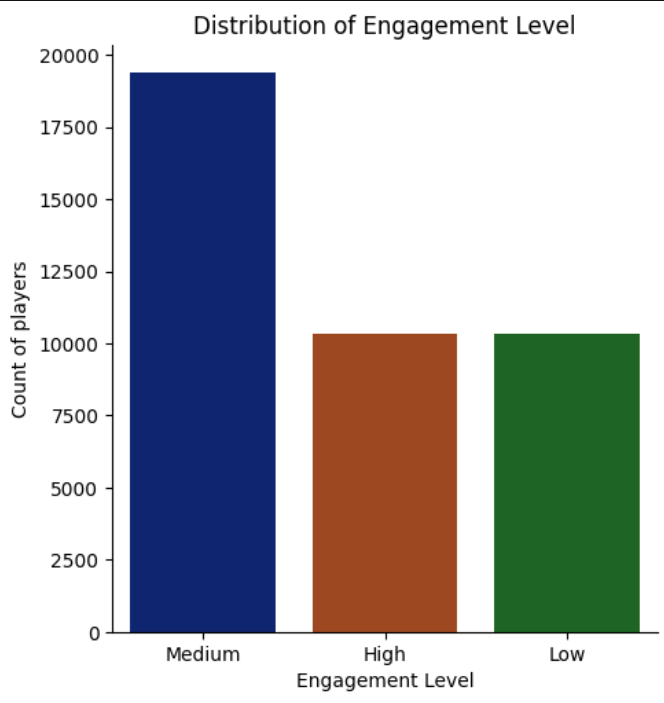 Distribution of Engagement Level
20000
17500
15000
12500
10000
7500
5000
2500
0
Count of players
Medium High Low
Engagement Level